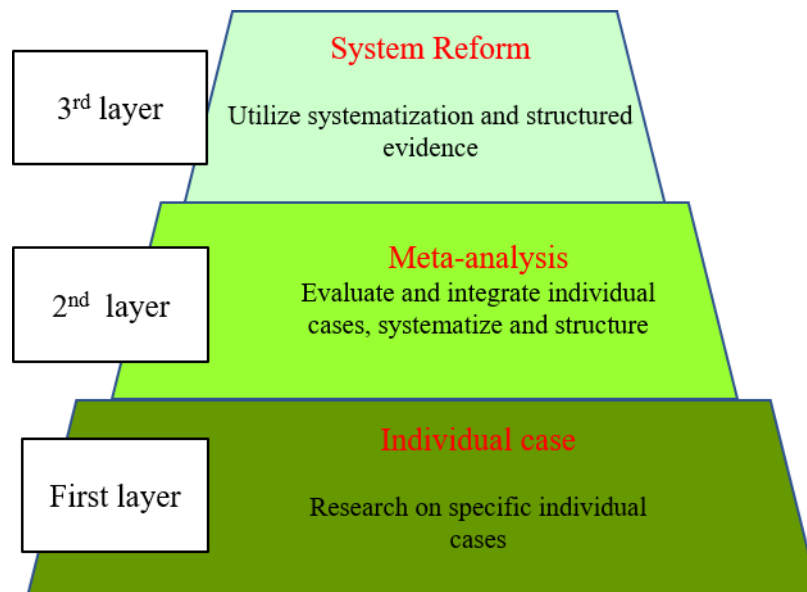 System Reform
3rd layer
Utilize systematization and structured
evidence
Meta-analysis
2nd layer
Evaluate and integrate individual
cases, systematize and structure
Individual case
First layer
Research on specific individual
cases